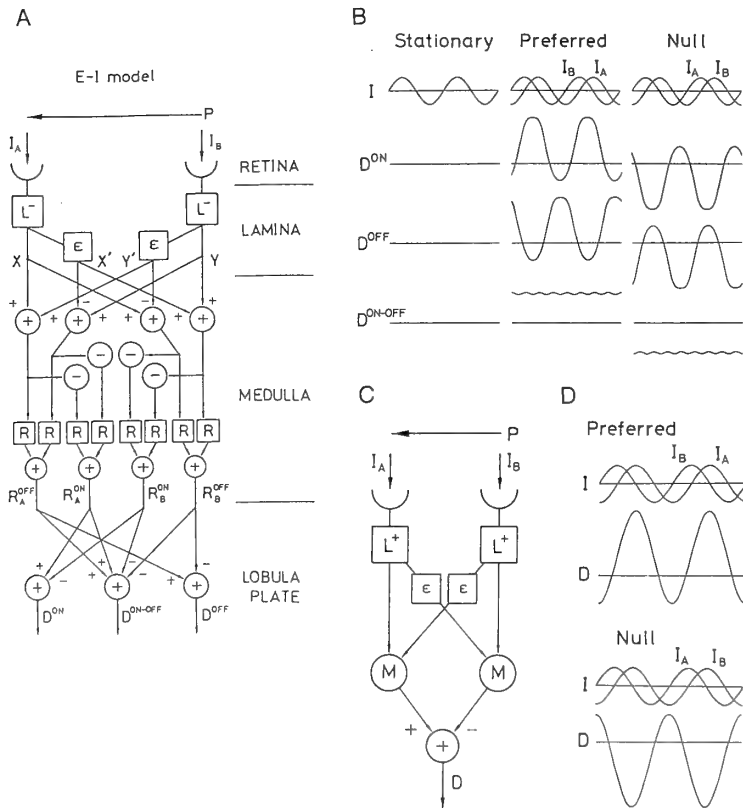 A
E-I model
P
I_A
I_B
RETINA
L⁻
L⁻
LAMINA
ε
ε
X
X'
Y'
Y
+
−
−
+
+
+
+
+
+
+
+
+
−
−
−
−
MEDULLA
R R R R R R R R
+
+
+
+
R_A^OFF
R_A^ON
R_B^ON
R_B^OFF
+
−
+
+
−
−
+
−
+
+
+
LOBULA
PLATE
D^ON
D^ON-OFF
D^OFF
B
Stationary
Preferred
Null
I_B
I_A
I_A
I_B
I
D^ON
D^OFF
D^ON-OFF
C
P
I_A
I_B
L⁺
L⁺
ε
ε
M
M
+
−
+
D
D
Preferred
I_B
I_A
I
D
Null
I_A
I_B
I
D